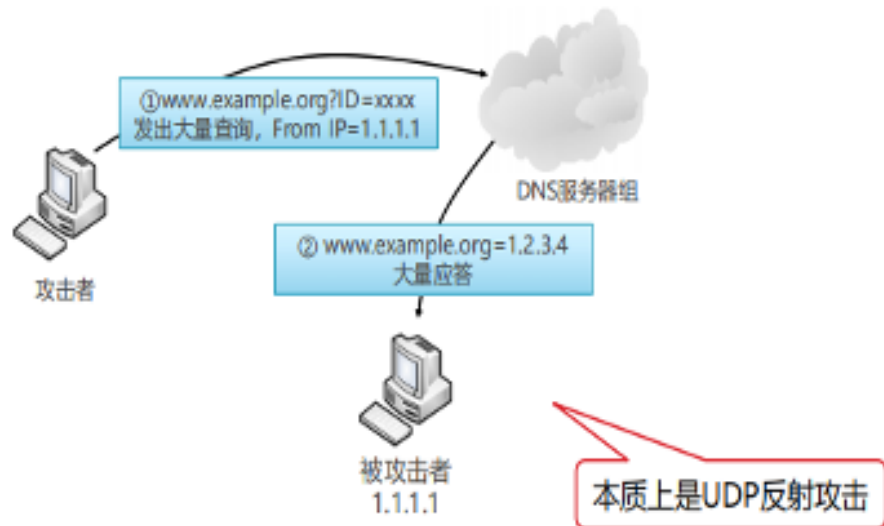 ①www.example.org?ID=xxxx
发出大量查询，From IP=1.1.1.1
DNS服务器组
② www.example.org=1.2.3.4
大量应答
攻击者
被攻击者
1.1.1.1
本质上是UDP反射攻击